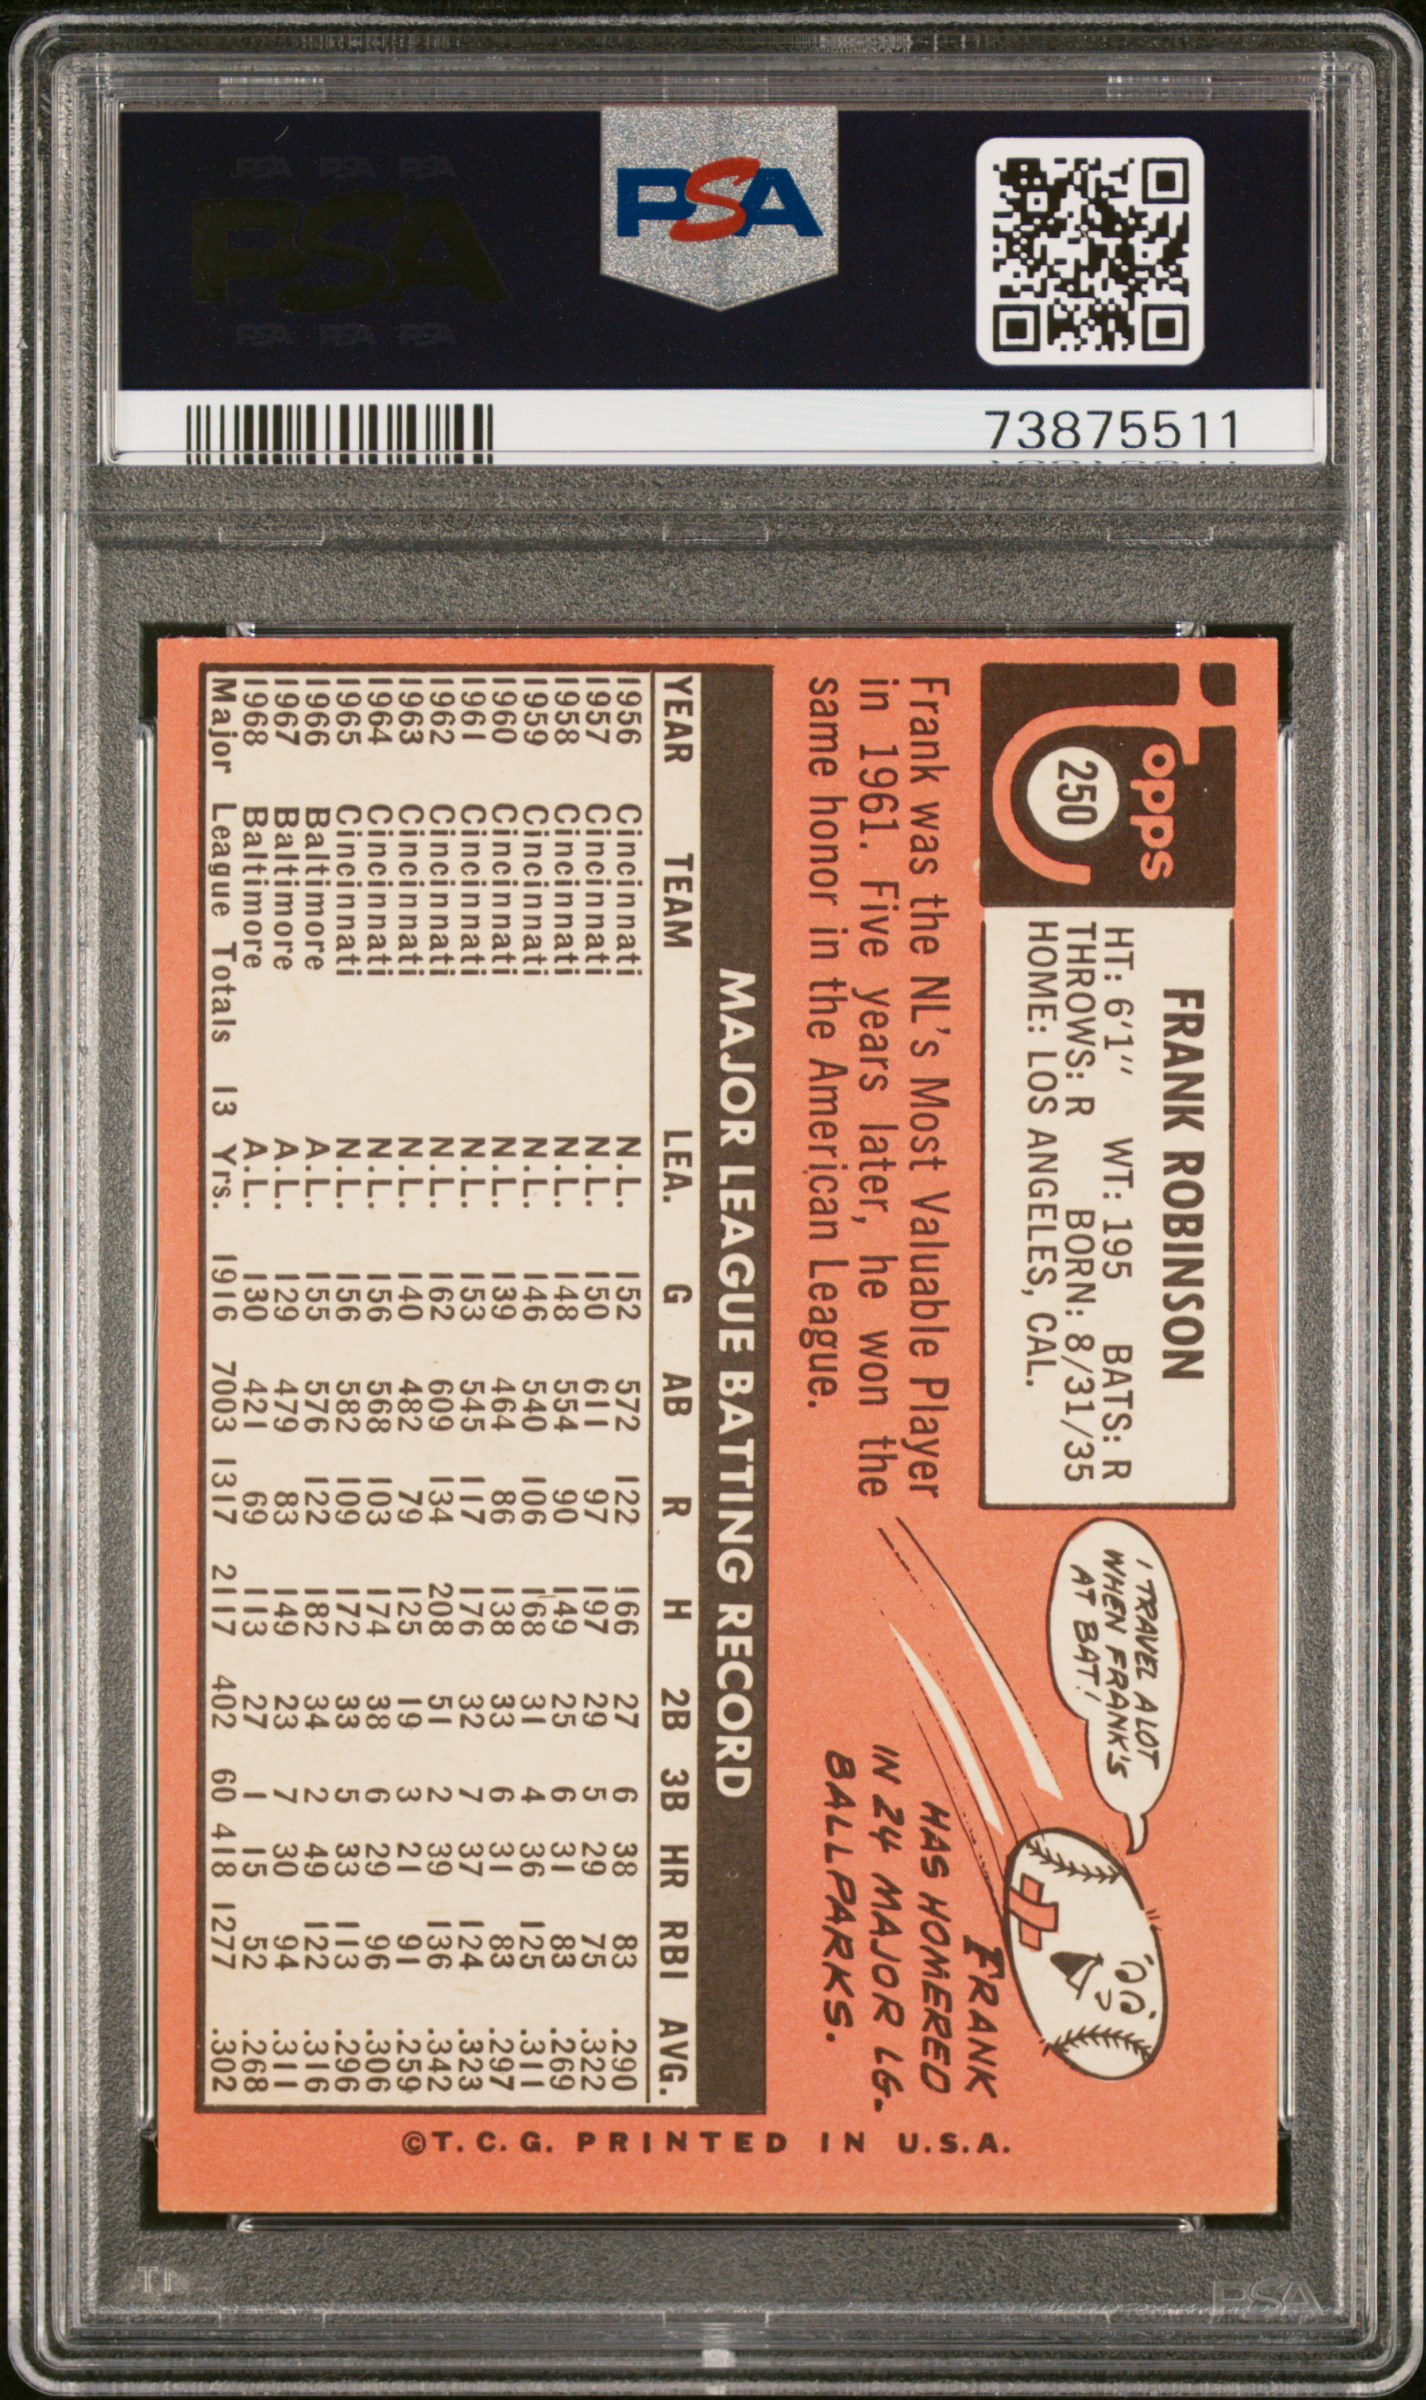 PSA PSA PSA
PSA
PSA PSA PSA
PSA
73875511
Topps
250
FRANK ROBINSON
HT: 6'1" WT: 195 BATS: R
THROWS: R BORN: 8/31/35
HOME: LOS ANGELES, CAL.
Frank was the NL's Most Valuable Player
in 1961. Five years later, he won the
same honor in the American League.
I TRAVEL A LOT
WHEN FRANK'S
AT BAT!
FRANK
HAS HOMERED
IN 24 MAJOR LG.
BALLPARKS.
MAJOR LEAGUE BATTING RECORD
YEAR TEAM LEA. G AB R H 2B 3B HR RBI AVG.
1956 Cincinnati N.L. 152 572 122 166 27 6 38 83 .290
1957 Cincinnati N.L. 150 611 97 197 29 5 29 75 .322
1958 Cincinnati N.L. 148 554 90 149 25 6 31 83 .269
1959 Cincinnati N.L. 146 540 106 168 31 4 36 125 .311
1960 Cincinnati N.L. 139 464 86 138 33 6 31 83 .297
1961 Cincinnati N.L. 153 545 117 176 32 7 37 124 .323
1962 Cincinnati N.L. 162 609 134 208 51 2 39 136 .342
1963 Cincinnati N.L. 140 482 79 125 19 3 21 91 .259
1964 Cincinnati N.L. 156 568 103 174 38 6 29 96 .306
1965 Cincinnati N.L. 156 582 109 172 33 5 33 113 .296
1966 Baltimore A.L. 155 576 122 182 34 2 49 122 .316
1967 Baltimore A.L. 129 479 83 149 23 7 30 94 .311
1968 Baltimore A.L. 130 421 69 113 27 1 15 52 .268
Major League Totals 13 Yrs. 1916 7003 1317 2117 402 60 418 1277 .302
©T.C.G. PRINTED IN U.S.A.
PSA